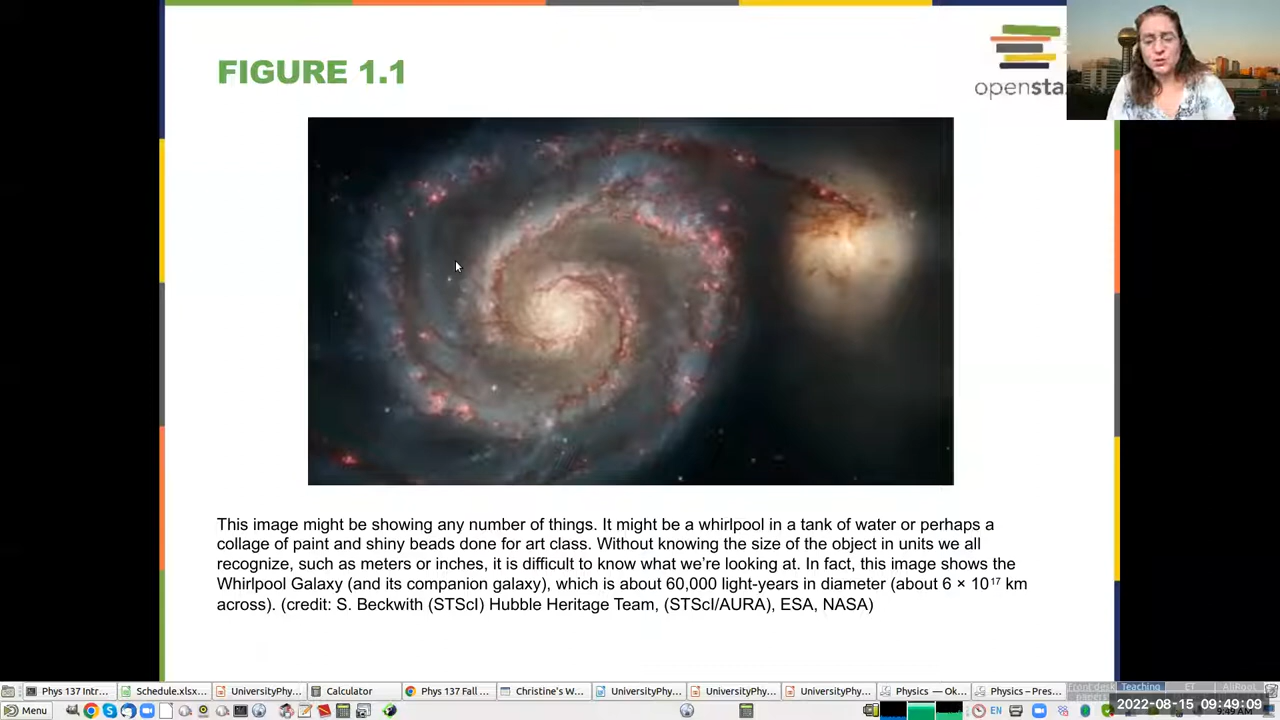 FIGURE 1.1
opensta
This image might be showing any number of things. It might be a whirlpool in a tank of water or perhaps a
collage of paint and shiny beads done for art class. Without knowing the size of the object in units we all
recognize, such as meters or inches, it is difficult to know what we're looking at. In fact, this image shows the
Whirlpool Galaxy (and its companion galaxy), which is about 60,000 light-years in diameter (about 6 × 10¹⁷ km
across). (credit: S. Beckwith (STScI) Hubble Heritage Team, (STScI/AURA), ESA, NASA)
Phys 137 Intr... Schedule.xlsx... UniversityPhy... Calculator Phys 137 Fall ... Christine's W... UniversityPhy... UniversityPhy... UniversityPhy... Physics — Ok... Physics – Pres... Teaching ET AliRoot
Menu EN 2022-08-15 09:49:09